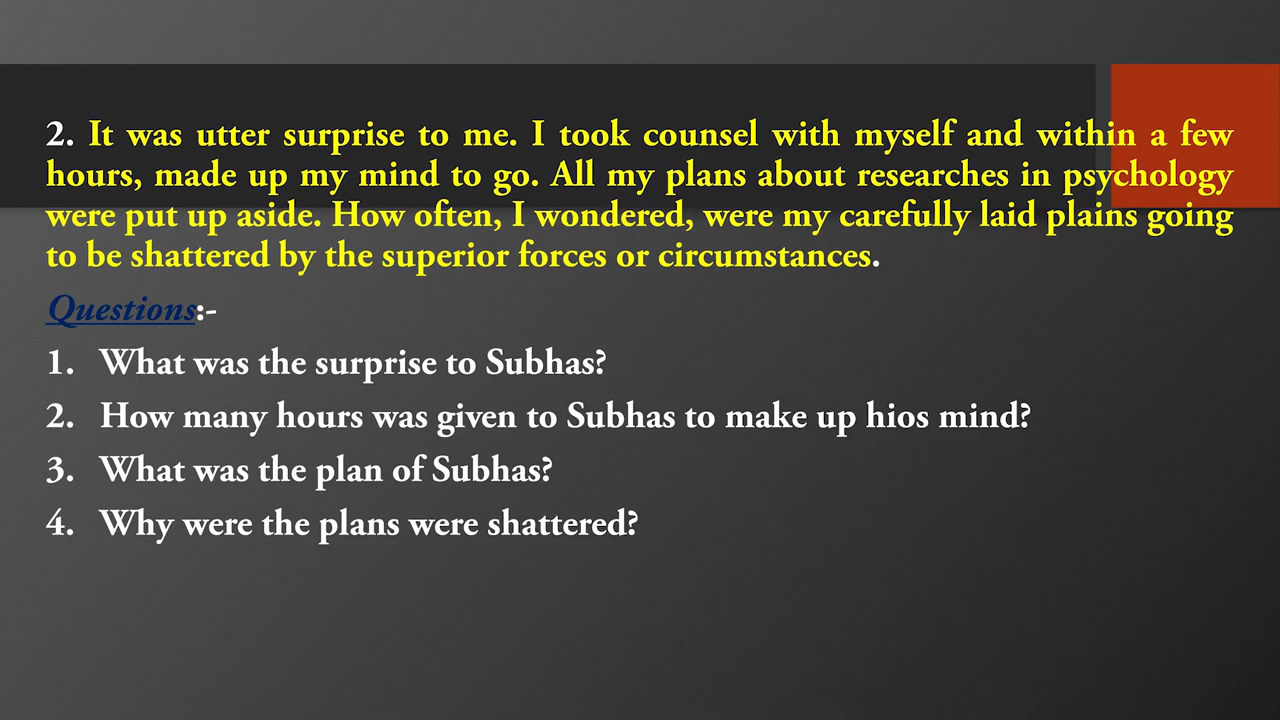 2. It was utter surprise to me. I took counsel with myself and within a few
hours, made up my mind to go. All my plans about researches in psychology
were put up aside. How often, I wondered, were my carefully laid plains going
to be shattered by the superior forces or circumstances.
Questions:-
1. What was the surprise to Subhas?
2. How many hours was given to Subhas to make up hios mind?
3. What was the plan of Subhas?
4. Why were the plans were shattered?